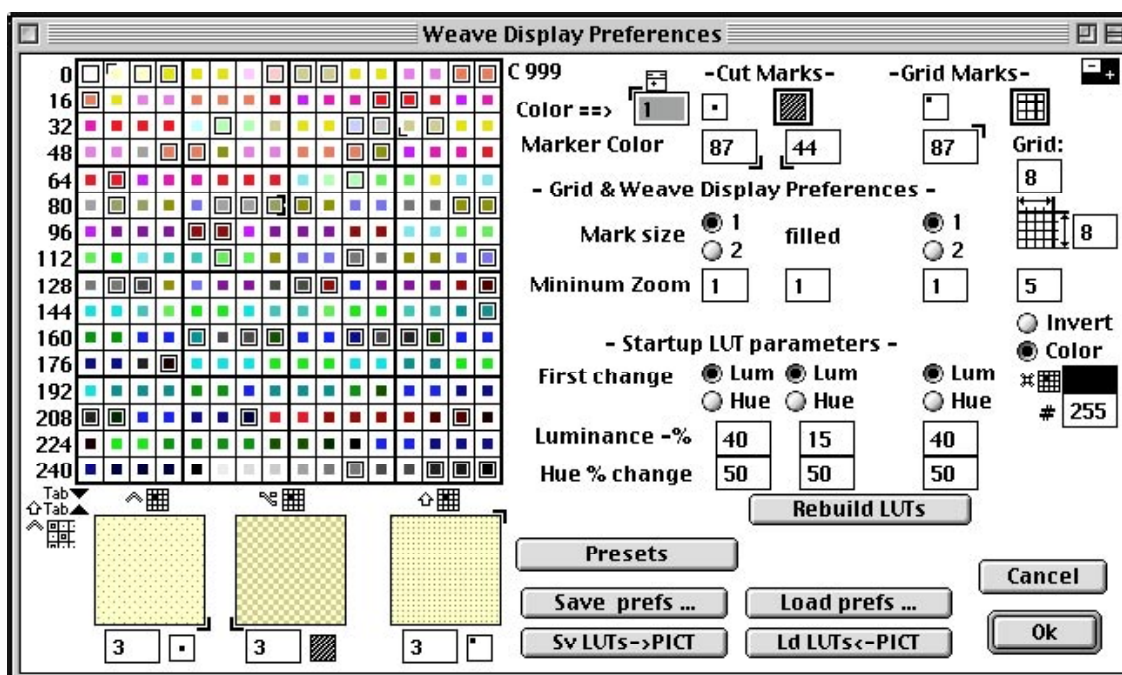 Weave Display Preferences
0
16
32
48
64
80
96
112
128
144
160
176
192
208
224
240
C 999
-Cut Marks-
-Grid Marks-
Color ==>
1
Marker Color
87
44
87
Grid:
8
- Grid & Weave Display Preferences -
Mark size
1
2
filled
1
2
8
Mininum Zoom
1
1
1
5
Invert
Color
- Startup LUT parameters -
First change
Lum
Lum
Lum
Hue
Hue
Hue
# 255
Luminance -%
40
15
40
Hue % change
50
50
50
Rebuild LUTs
Tab
Tab
Presets
Cancel
Save prefs ...
Load prefs ...
Ok
Sv LUTs->PICT
Ld LUTs<-PICT
3
3
3